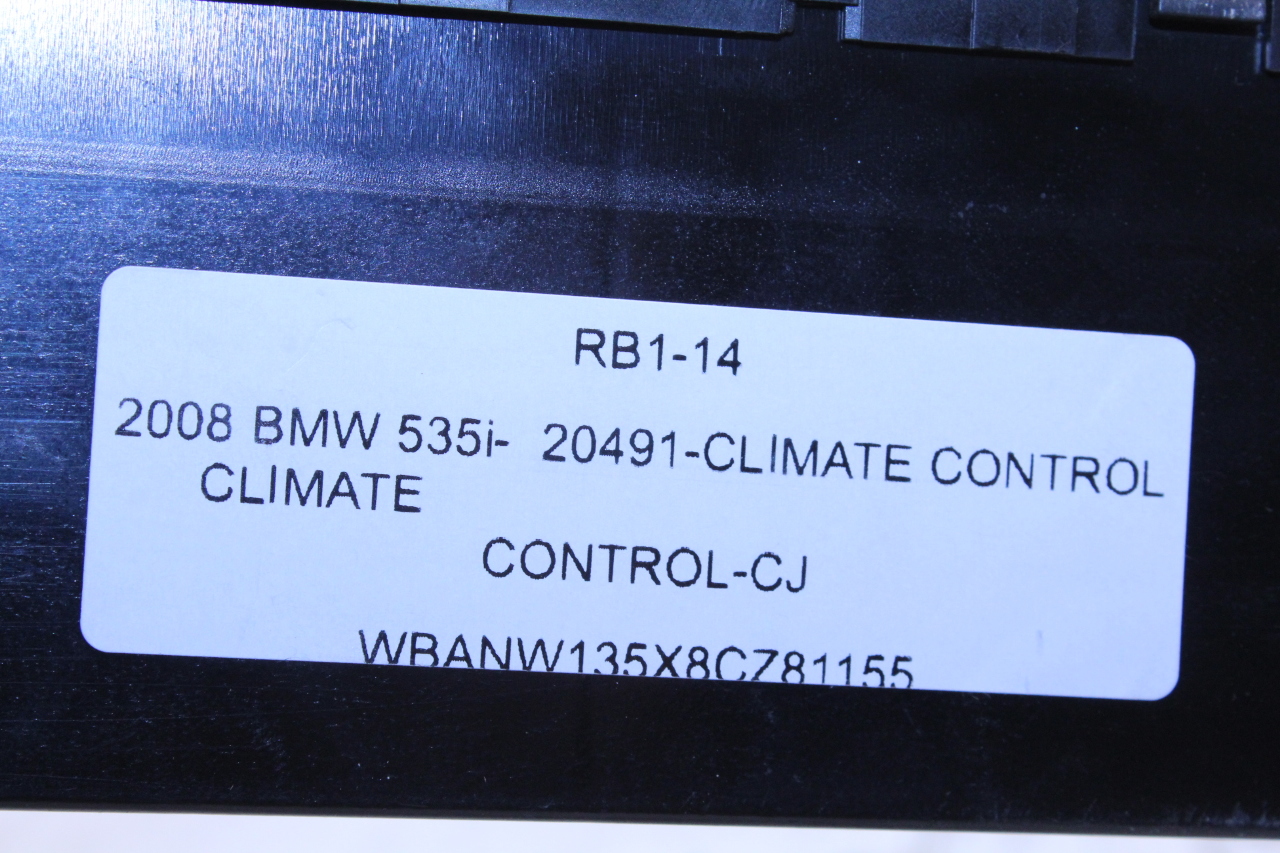 RB1-14
2008 BMW 535i- 20491-CLIMATE CONTROL
CLIMATE
CONTROL-CJ
WBANW135X8CZ81155